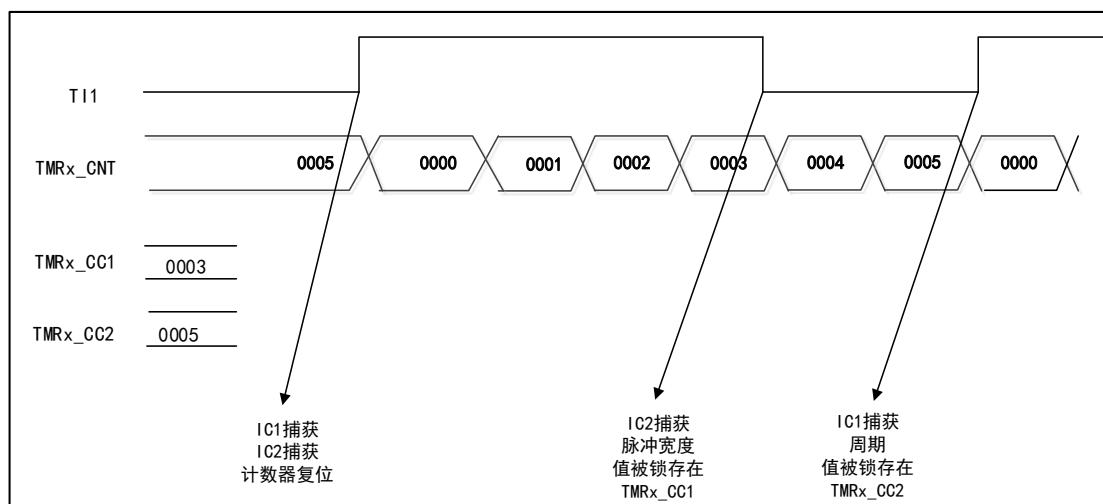 TI1
TMRx_CNT
0005
0000
0001
0002
0003
0004
0005
0000
TMRx_CC1
0003
TMRx_CC2
0005
IC1捕获
IC2捕获
计数器复位
IC2捕获
脉冲宽度
值被锁存在
TMRx_CC1
IC1捕获
周期
值被锁存在
TMRx_CC2